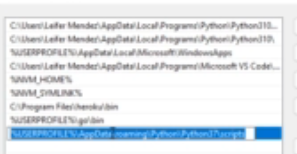 C:\Users\Leifer Mendez\AppData\Local\Programs\Python\Python310...
C:\Users\Leifer Mendez\AppData\Local\Programs\Python\Python310\
%USERPROFILE%\AppData\Local\Microsoft\WindowsApps
C:\Users\Leifer Mendez\AppData\Local\Programs\Microsoft VS Code\...
%NVM_HOME%
%NVM_SYMLINK%
C:\Program Files\heroku\bin
%USERPROFILE%\go\bin
%USERPROFILE%\AppData\roaming\Python\Python37\scripts